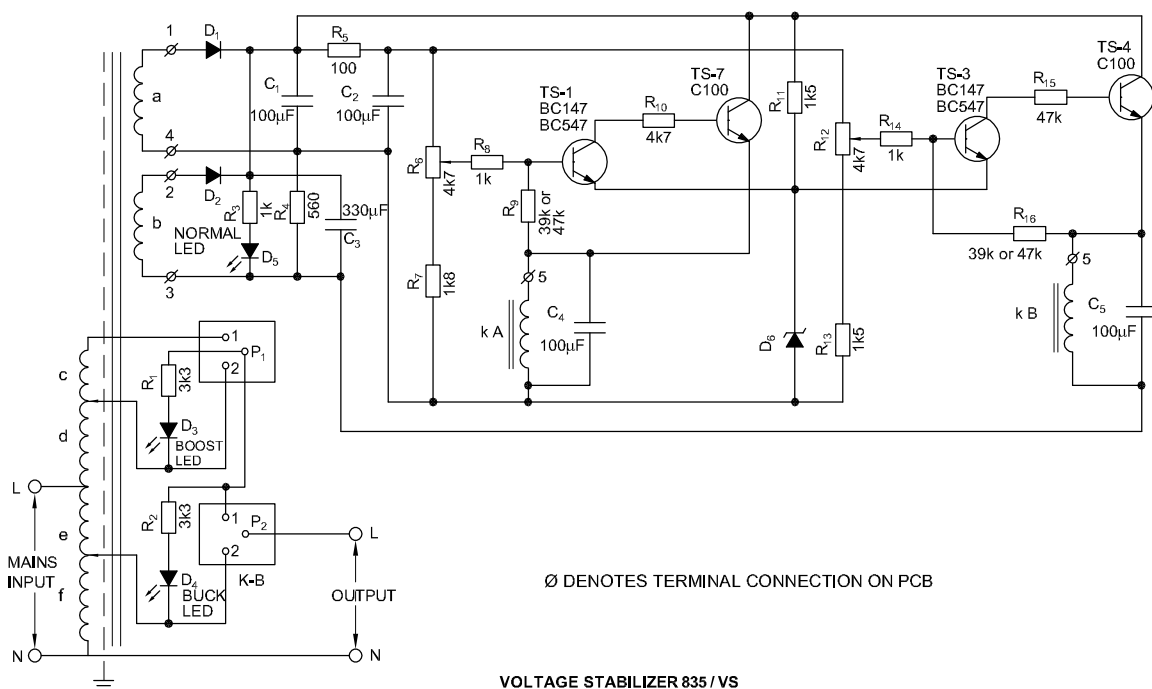 1
D1
R5
100
C1
100µF
C2
100µF
a
4
2
D2
b
3
R3
1k
R4
560
330µF
C3
NORMAL
LED
D5
R6
4k7
R7
1k8
R8
1k
R9
39k or
47k
TS-1
BC147
BC547
R10
4k7
TS-7
C100
R11
1k5
R12
4k7
R14
1k
TS-3
BC147
BC547
R15
47k
TS-4
C100
R16
39k or 47k
5
k A
C4
100µF
D6
R13
1k5
5
k B
C5
100µF
c
d
e
f
R1
3k3
D3
BOOST
LED
1
P1
2
R2
3k3
D4
BUCK
LED
1
P2
2
K-B
L
MAINS
INPUT
N
L
OUTPUT
N
Ø DENOTES TERMINAL CONNECTION ON PCB
VOLTAGE STABILIZER 835 / VS